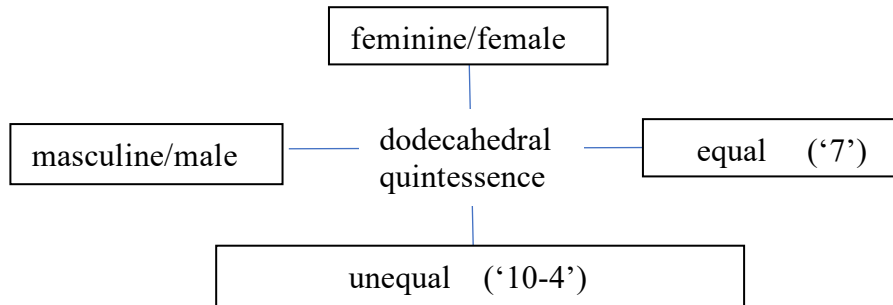 feminine/female
masculine/male
dodecahedral
quintessence
equal (‘7’)
unequal (‘10-4’)